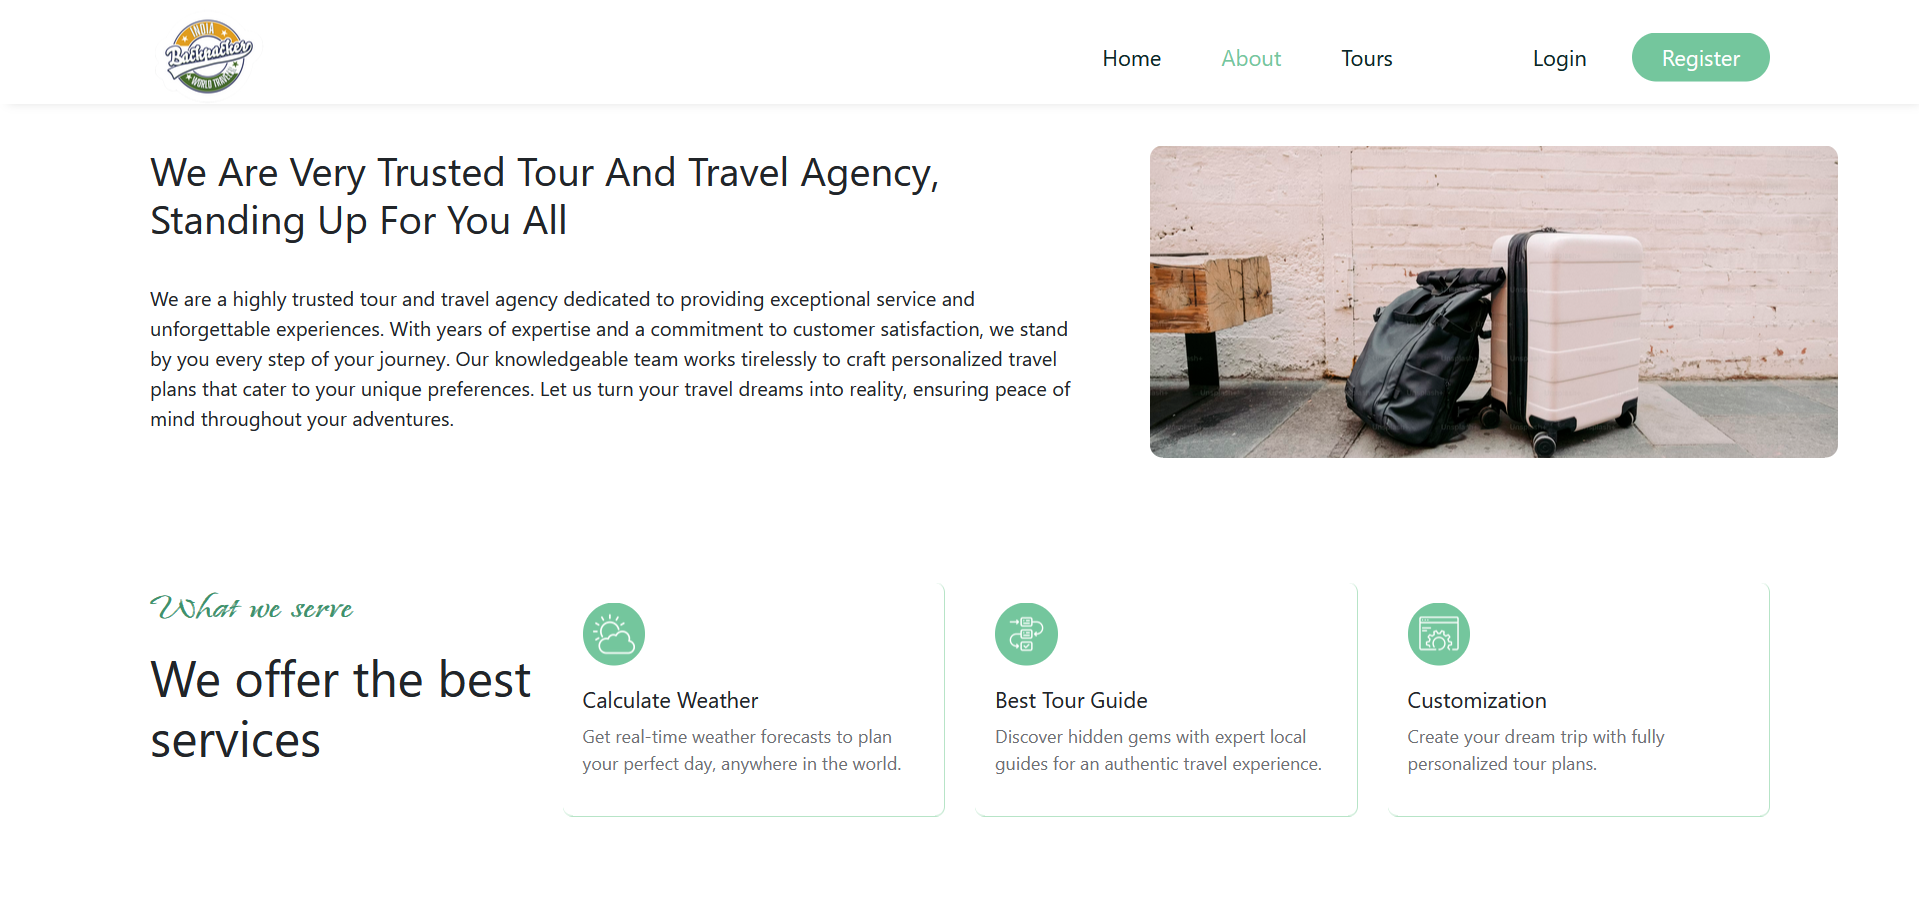 INDIA
Backpacker
WORLD TRAVELER
Home
About
Tours
Login
Register
We Are Very Trusted Tour And Travel Agency,
Standing Up For You All
We are a highly trusted tour and travel agency dedicated to providing exceptional service and
unforgettable experiences. With years of expertise and a commitment to customer satisfaction, we stand
by you every step of your journey. Our knowledgeable team works tirelessly to craft personalized travel
plans that cater to your unique preferences. Let us turn your travel dreams into reality, ensuring peace of
mind throughout your adventures.
What we serve
We offer the best
services
Calculate Weather
Get real-time weather forecasts to plan
your perfect day, anywhere in the world.
Best Tour Guide
Discover hidden gems with expert local
guides for an authentic travel experience.
Customization
Create your dream trip with fully
personalized tour plans.